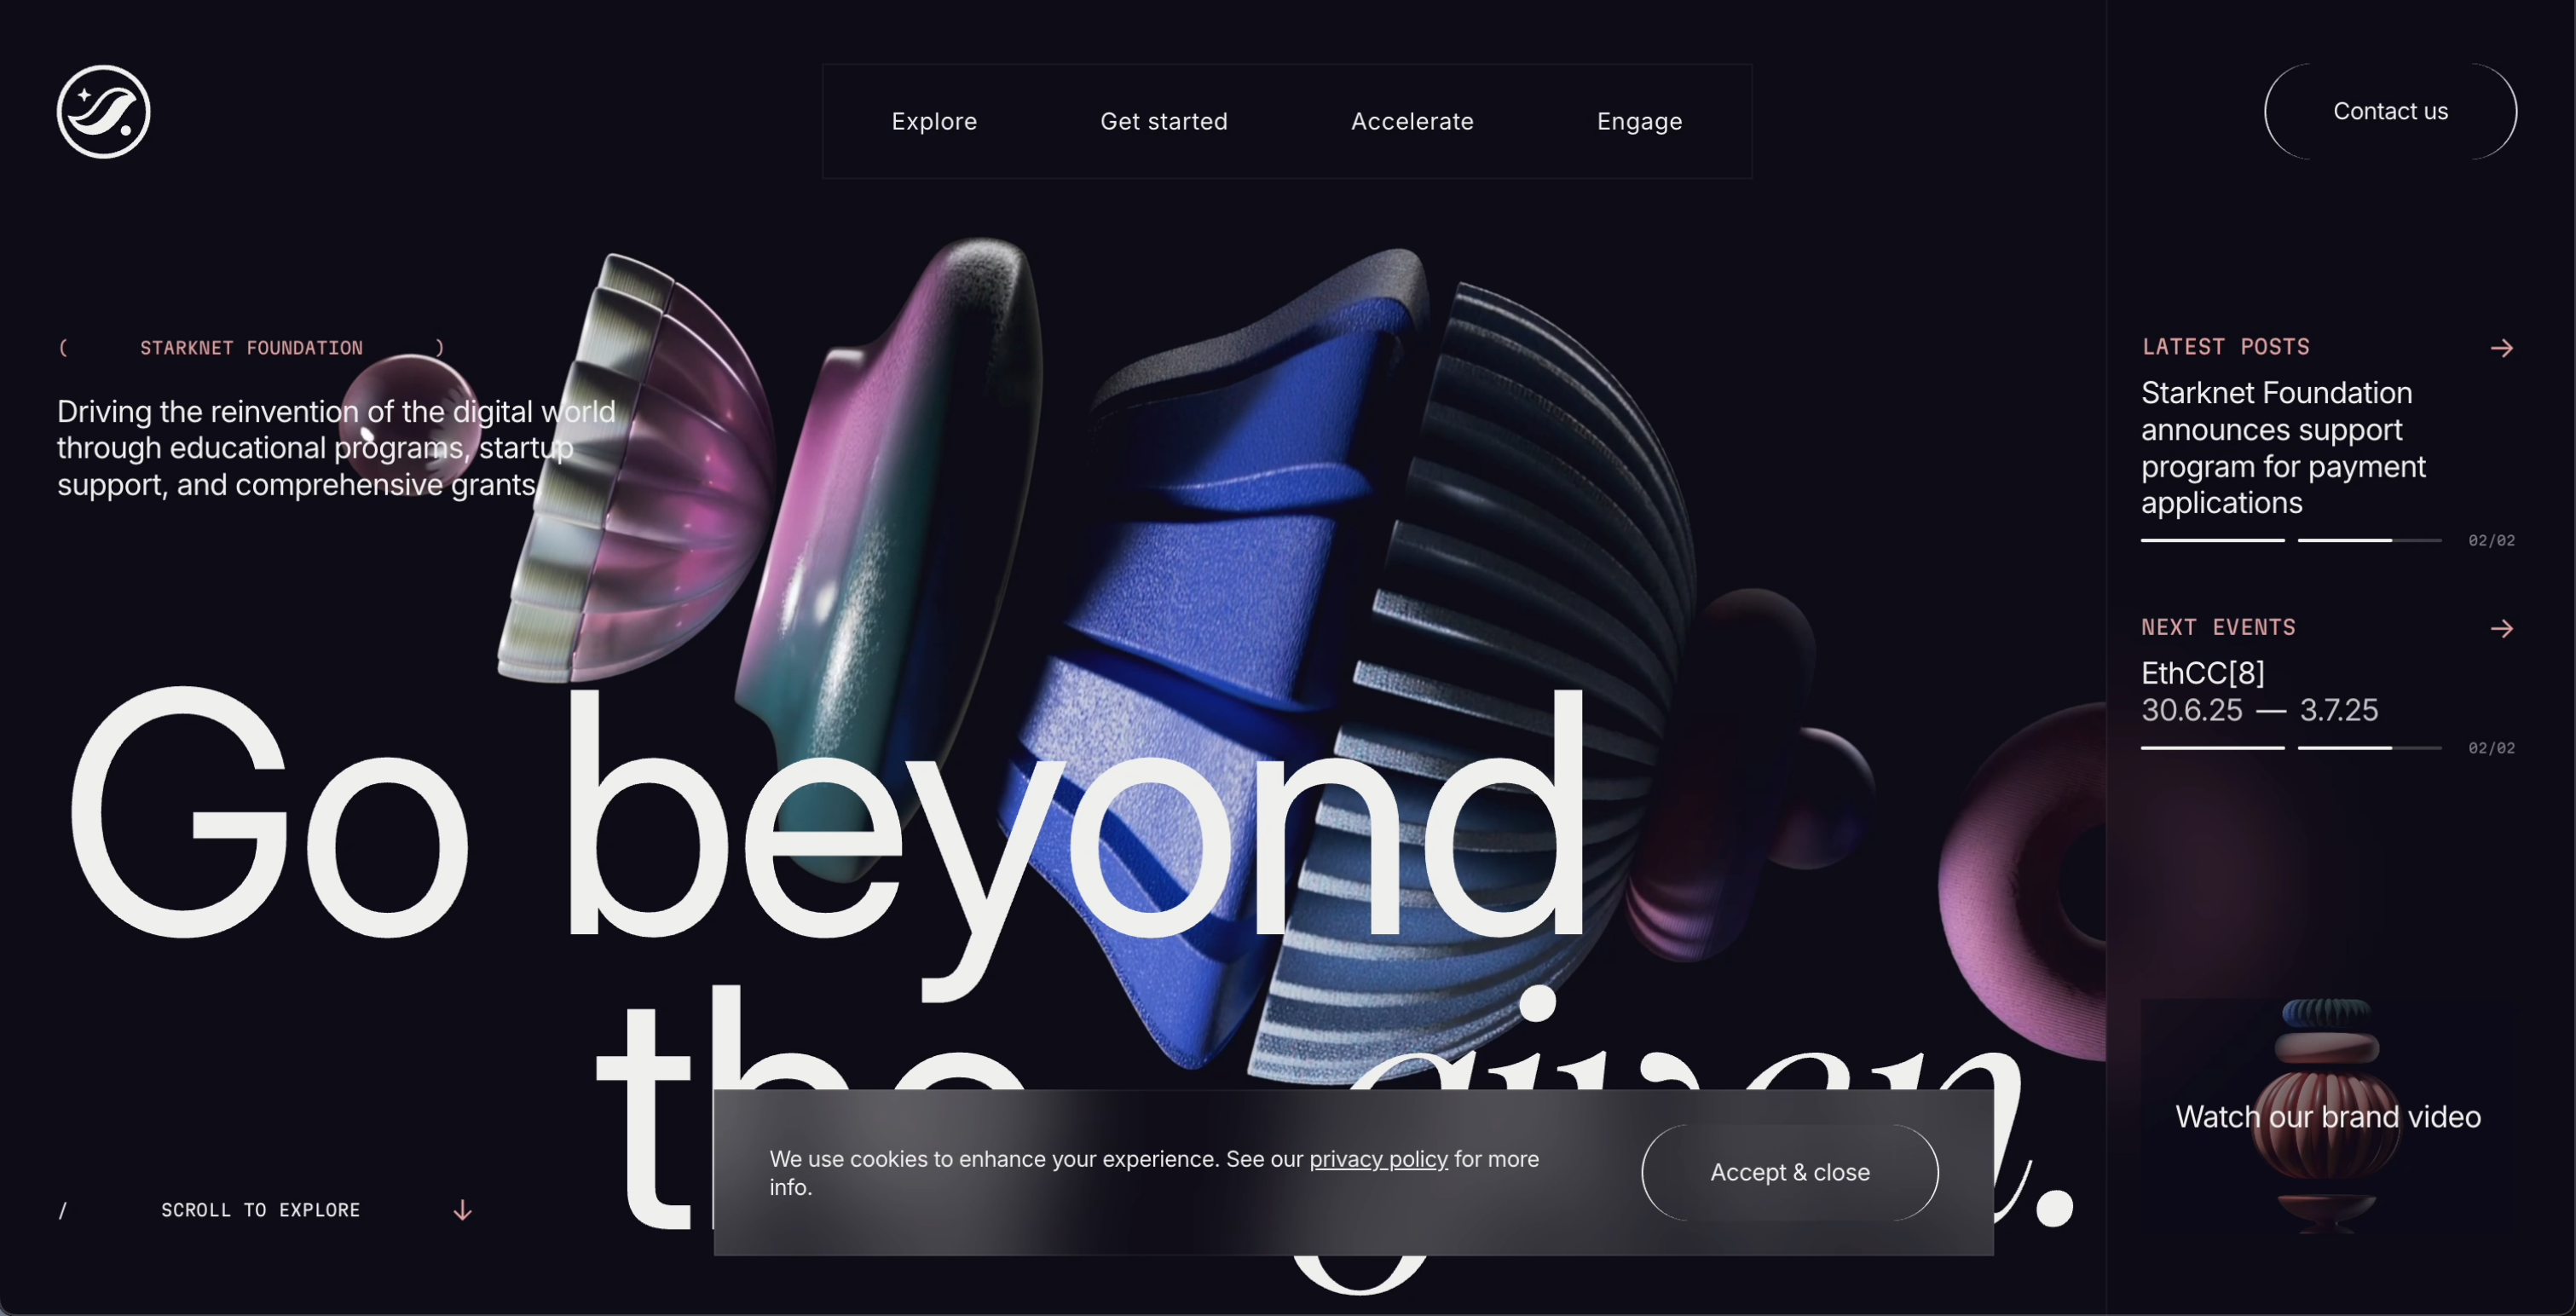 Explore
Get started
Accelerate
Engage
Contact us
( STARKNET FOUNDATION )
Driving the reinvention of the digital world
through educational programs, startup
support, and comprehensive grants.
Go beyond
the given.
LATEST POSTS
Starknet Foundation
announces support
program for payment
applications
02/02
NEXT EVENTS
EthCC[8]
30.6.25 — 3.7.25
02/02
Watch our brand video
We use cookies to enhance your experience. See our privacy policy for more
info.
Accept & close
/ SCROLL TO EXPLORE